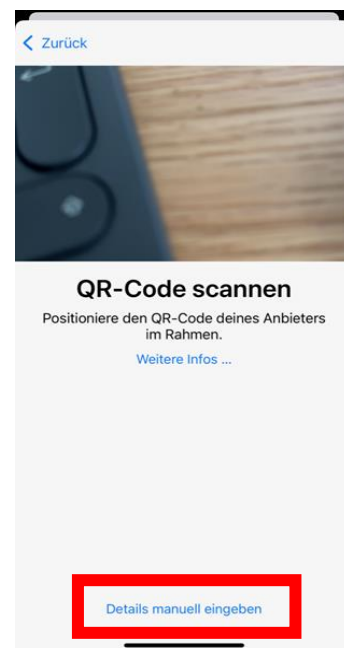 Zurück
QR-Code scannen
Positioniere den QR-Code deines Anbieters
im Rahmen.
Weitere Infos ...
Details manuell eingeben